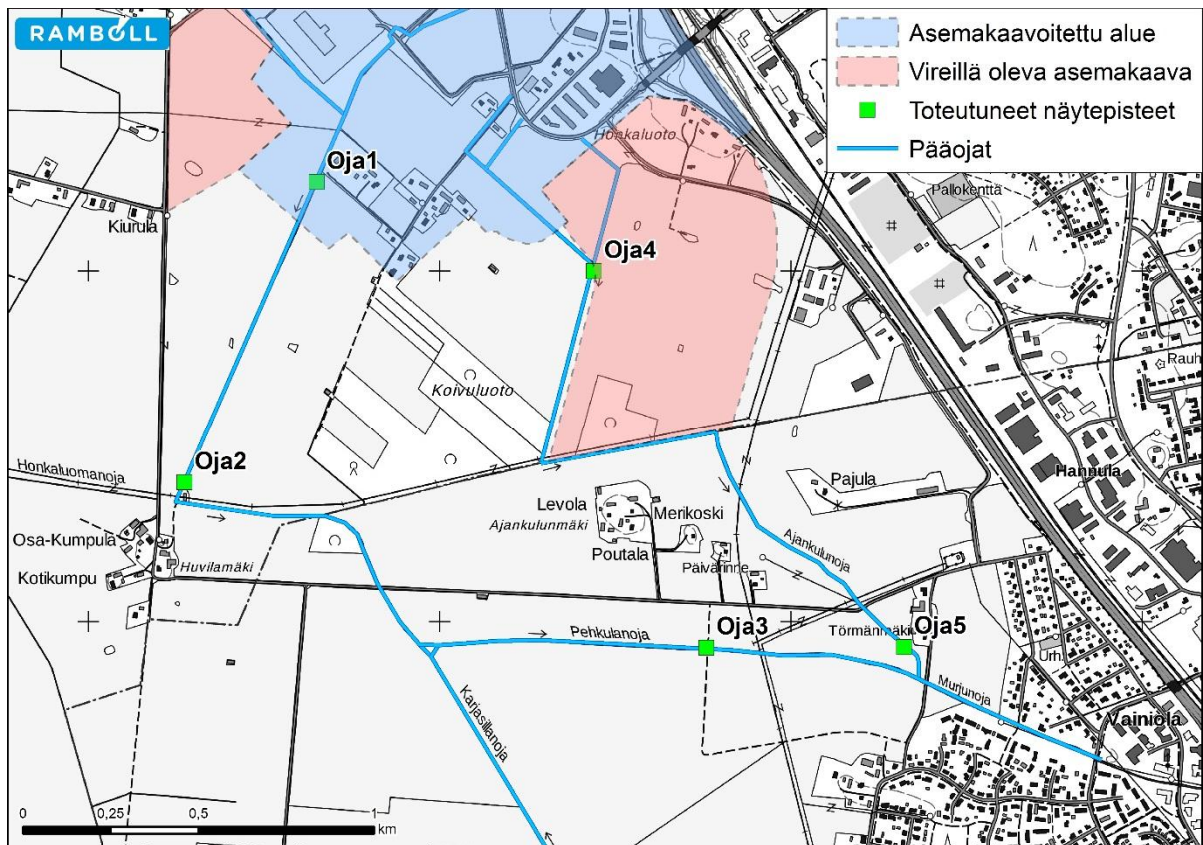 RAMBOLL
Asemakaavoitettu alue
Vireillä oleva asemakaava
Toteutuneet näytepisteet
Pääojat
Honkaluoto
Oja1
Pallokenttä
Kiurula
Oja4
Koivuluoto
Rauh
Oja2
Honkaluomanoja
Hannula
Pajula
Levola
Ajankulunmäki
Merikoski
Osa-Kumpula
Poutala
Päivärinne
Ajankulunoja
Kotikumpu
Huvilamäki
Oja3
Törmänmäki
Oja5
Pehkulanoja
Urh.
Murjunoja
Karjasillanoja
Vainiola
0 0,25 0,5 1
km